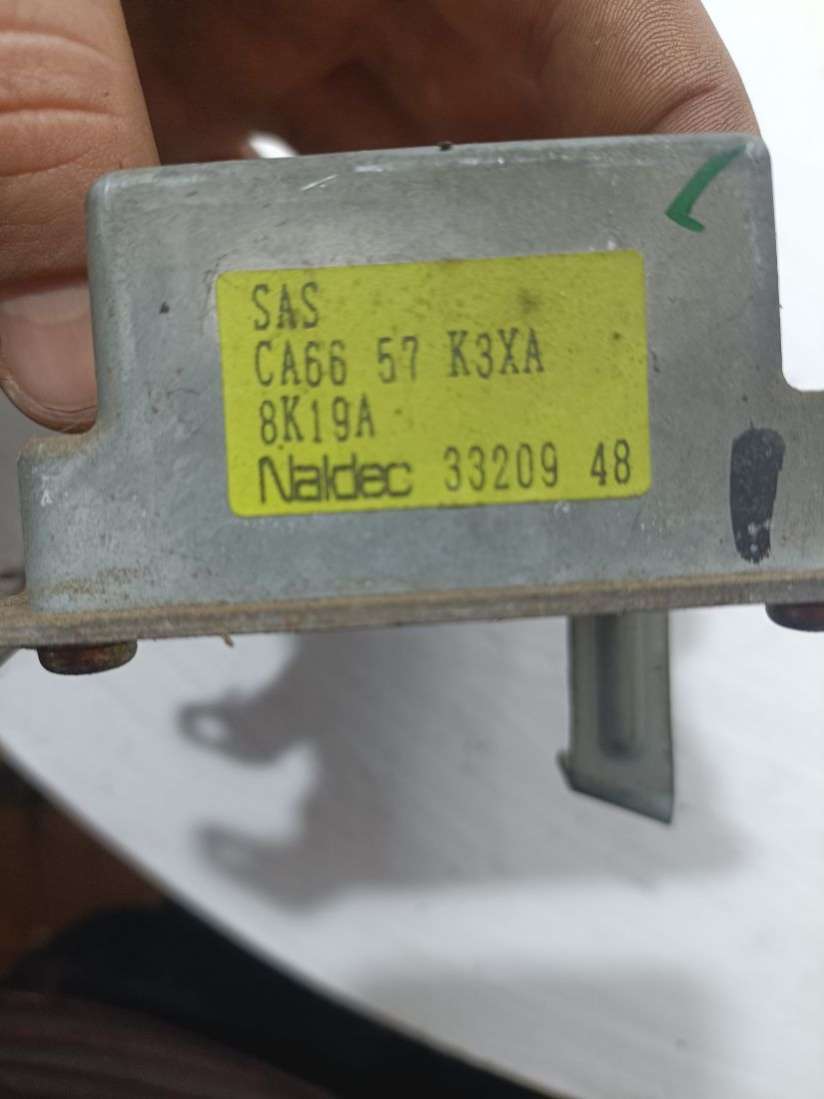 SAS
CA66 57 K3XA
8K19A
Naldec 33209 48